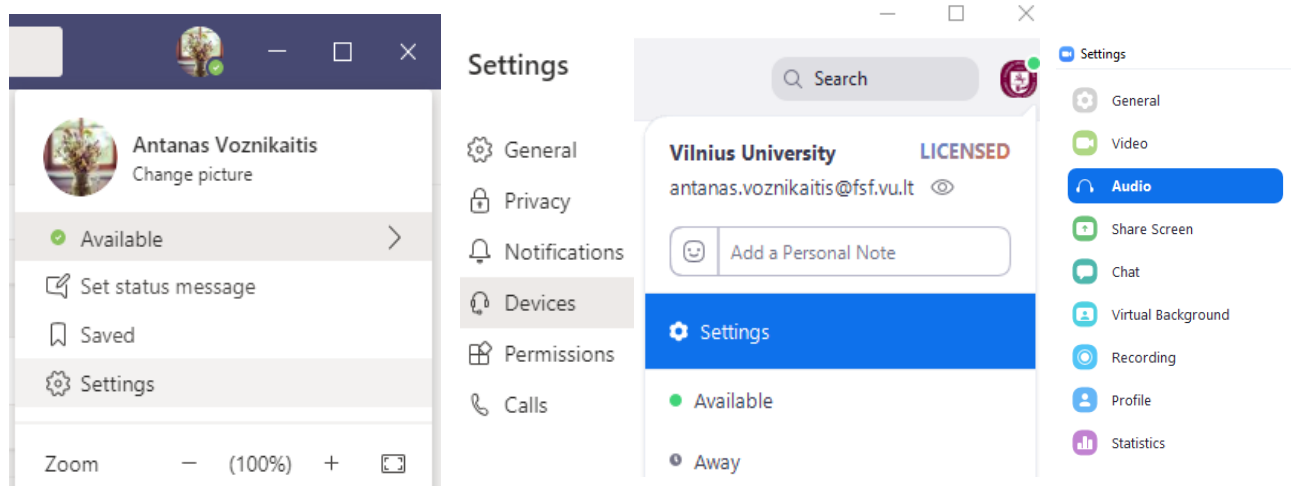 Antanas Voznikaitis
Change picture
Available
Set status message
Saved
Settings
Zoom
(100%)
Settings
General
Privacy
Notifications
Devices
Permissions
Calls
Search
Vilnius University LICENSED
antanas.voznikaitis@fsf.vu.lt
Add a Personal Note
Settings
Available
Away
Settings
General
Video
Audio
Share Screen
Chat
Virtual Background
Recording
Profile
Statistics